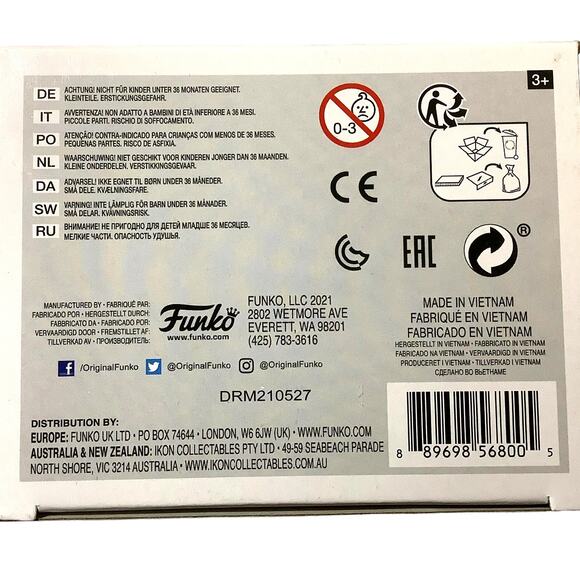 3+
DE ACHTUNG! NICHT FÜR KINDER UNTER 36 MONATEN GEEIGNET.
KLEINTEILE. ERSTICKUNGSGEFAHR.
IT AVVERTENZA! NON ADATTO A BAMBINI DI ETÀ INFERIORE A 36 MESI.
PICCOLE PARTI. RISCHIO DI SOFFOCAMENTO.
PO ATENÇÃO! CONTRA-INDICADO PARA CRIANÇAS COM MENOS DE 36 MESES.
PEQUENAS PARTES. RISCO DE ASFIXIA.
NL WAARSCHUWING! NIET GESCHIKT VOOR KINDEREN JONGER DAN 36 MAANDEN.
KLEINE ONDERDELEN. VERSTIKKINGSGEVAAR.
DA ADVARSEL! IKKE EGNET TIL BØRN UNDER 36 MÅNEDER.
SMÅ DELE. KVÆLNINGSFARE.
SW VARNING! INTE LÄMPLIG FÖR BARN UNDER 36 MÅNADER.
SMÅ DELAR. KVÄVNINGSRISK.
RU ВНИМАНИЕ! НЕ ПРИГОДНО ДЛЯ ДЕТЕЙ МЛАДШЕ 36 МЕСЯЦЕВ.
МЕЛКИЕ ЧАСТИ. ОПАСНОСТЬ УДУШЬЯ.
0-3
CE
EAC
®
MANUFACTURED BY • FABRIQUÉ PAR:
FABRICADO POR • HERGESTELLT DURCH:
FABBRICATO DA • FABRICADO POR:
VERVAARDIGD DOOR • FREMSTILLET AF:
TILLVERKAD AV • ПРОИЗВОДИТЕЛЬ:
Funko
www.funko.com
FUNKO, LLC 2021
2802 WETMORE AVE
EVERETT, WA 98201
(425) 783-3616
MADE IN VIETNAM
FABRIQUÉ EN VIETNAM
FABRICADO EN VIETNAM
HERGESTELLT IN VIETNAM • FABBRICATO IN VIETNAM
FABRICADO NA VIETNAM • VERVAARDIGD IN VIETNAM
PRODUCERET I VIETNAM • TILLVERKAD I VIETNAM
СДЕЛАНО ВО ВЬЕТНАМЕ
f /OriginalFunko @OriginalFunko @OriginalFunko
DRM210527
DISTRIBUTION BY:
EUROPE: FUNKO UK LTD • PO BOX 74644 • LONDON, W6 6JW (UK) • WWW.FUNKO.COM
AUSTRALIA & NEW ZEALAND: IKON COLLECTABLES PTY LTD • 49-59 SEABEACH PARADE
NORTH SHORE, VIC 3214 AUSTRALIA • WWW.IKONCOLLECTABLES.COM.AU
8 89698 56800 5